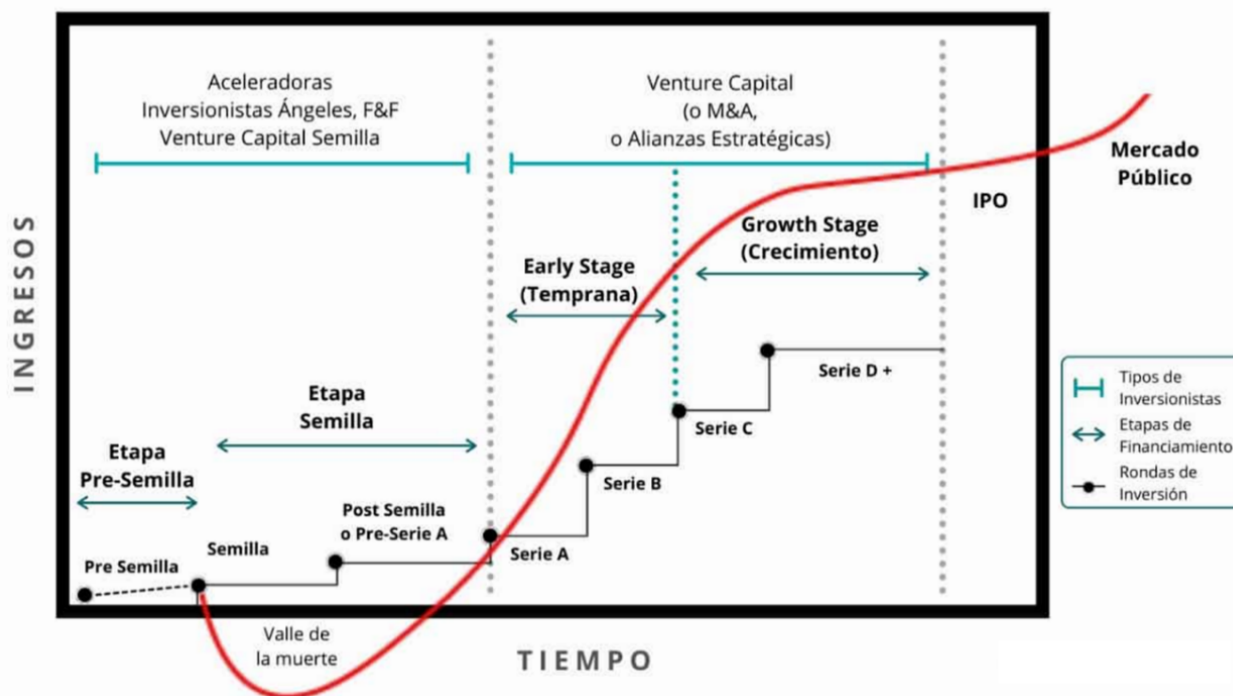 Aceleradoras
Inversionistas Ángeles, F&F
Venture Capital Semilla
Venture Capital
(o M&A,
o Alianzas Estratégicas)
Mercado
Público
IPO
Growth Stage
(Crecimiento)
Early Stage
(Temprana)
INGRESOS
Serie D +
Tipos de
Inversionistas
Etapas de
Financiamiento
Rondas de
Inversión
Etapa
Semilla
Serie C
Etapa
Pre-Semilla
Serie B
Post Semilla
o Pre-Serie A
Semilla
Serie A
Pre Semilla
Valle de
la muerte
TIEMPO